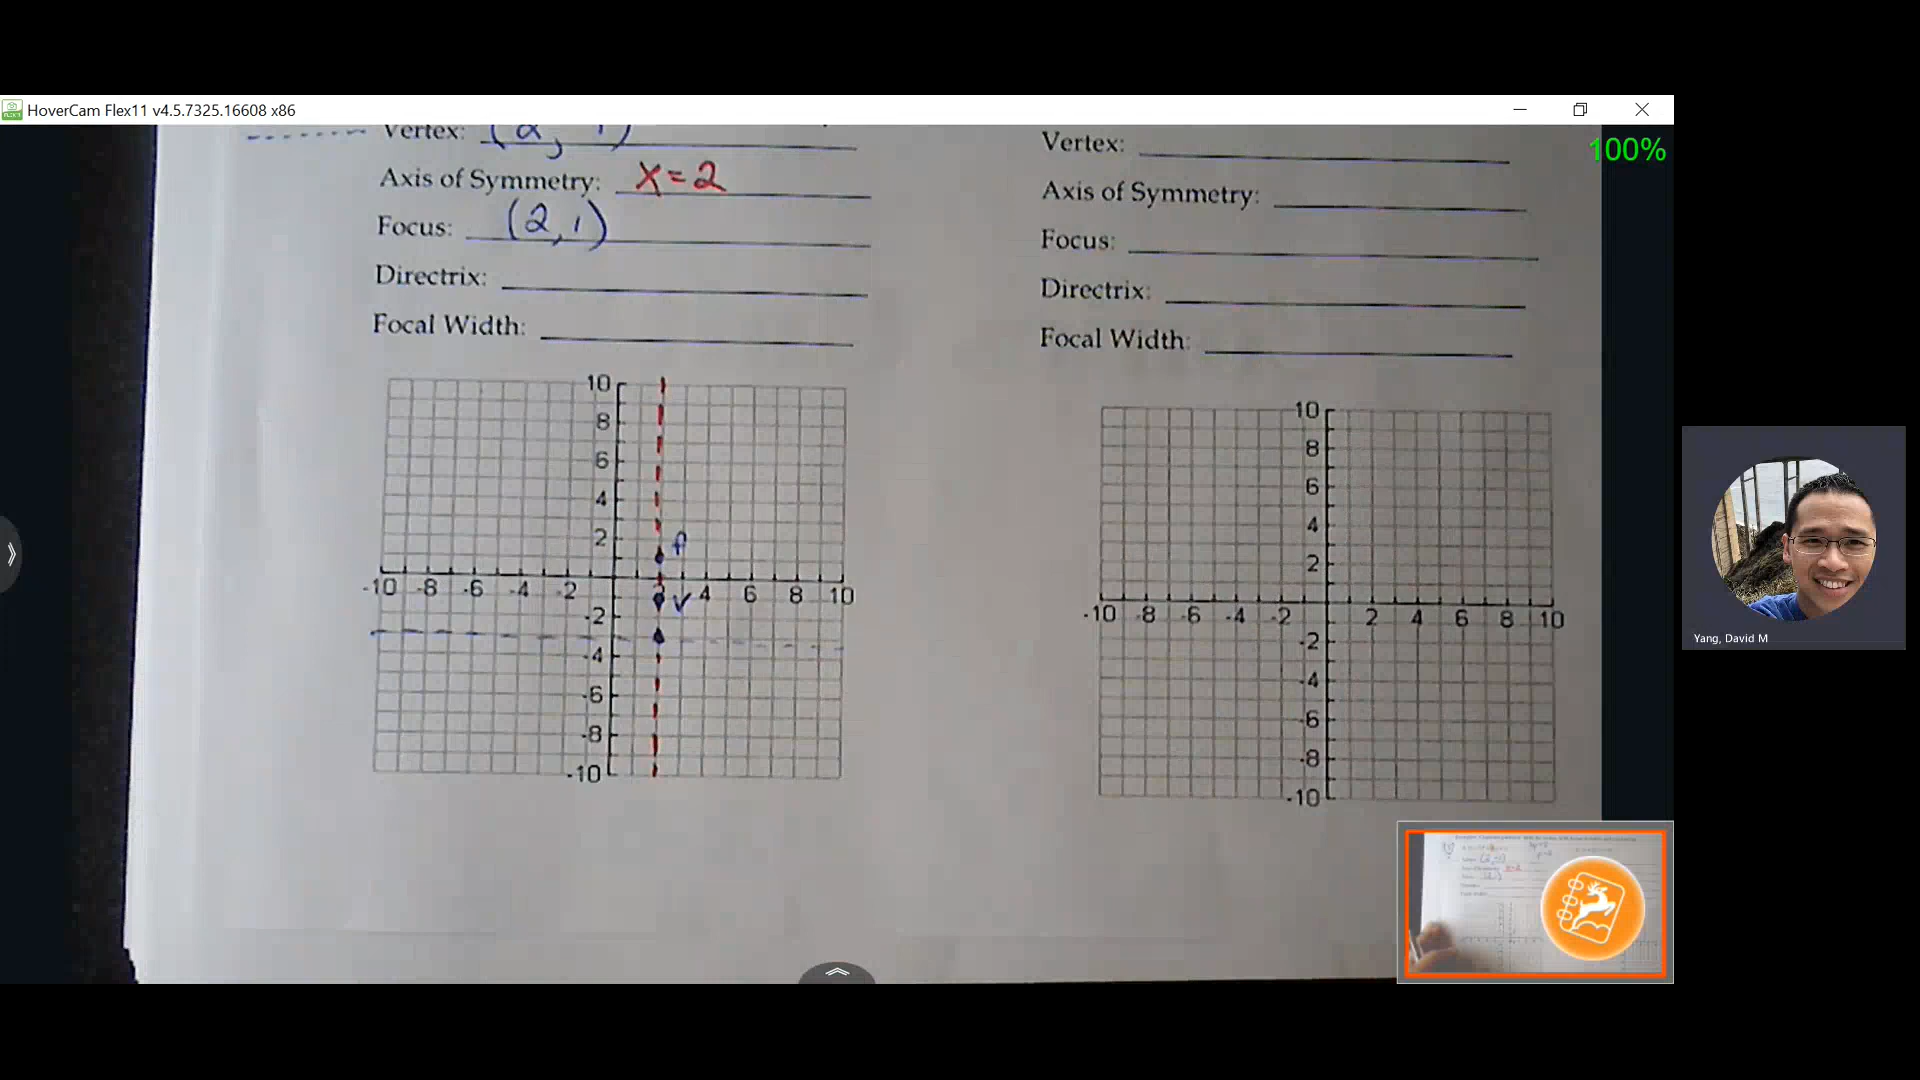 HoverCam Flex11 v4.5.7325.16608 x86
100%
Vertex: (2, -1)
Axis of Symmetry: x=2
Focus: (2,1)
Directrix:
Focal Width:
10
8
6
4
2
-10 -8 -6 -4 -2 4 6 8 10
-2
-4
-6
-8
-10
f
V
Vertex:
Axis of Symmetry:
Focus:
Directrix:
Focal Width:
10
8
6
4
2
-10 -8 -6 -4 -2 2 4 6 8 10
-2
-4
-6
-8
-10
Yang, David M